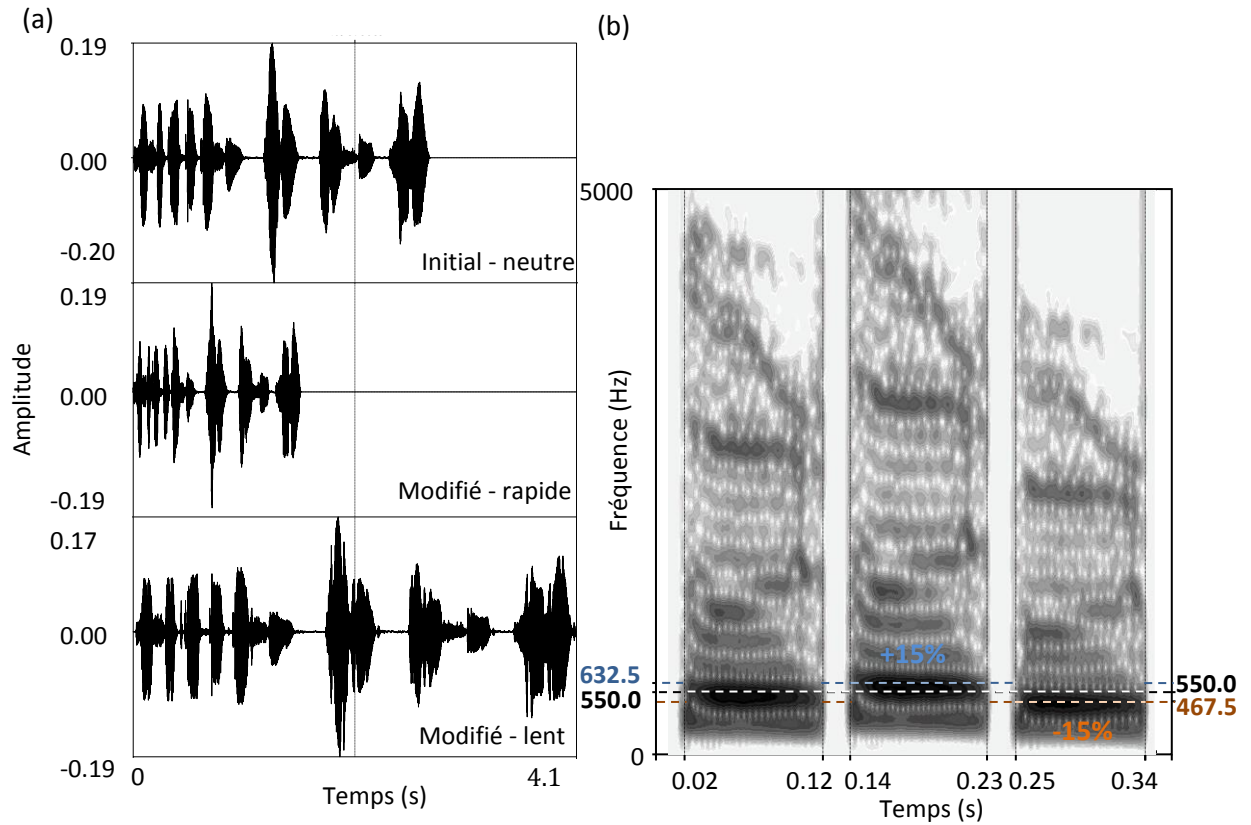 (a)
0.19
0.00
-0.20
Initial - neutre
0.19
0.00
-0.19
Modifié - rapide
0.17
0.00
-0.19
Modifié - lent
Amplitude
0
4.1
Temps (s)
(b)
5000
Fréquence (Hz)
+15%
632.5
550.0
550.0
467.5
-15%
0
0.02
0.12
0.14
0.23
0.25
0.34
Temps (s)